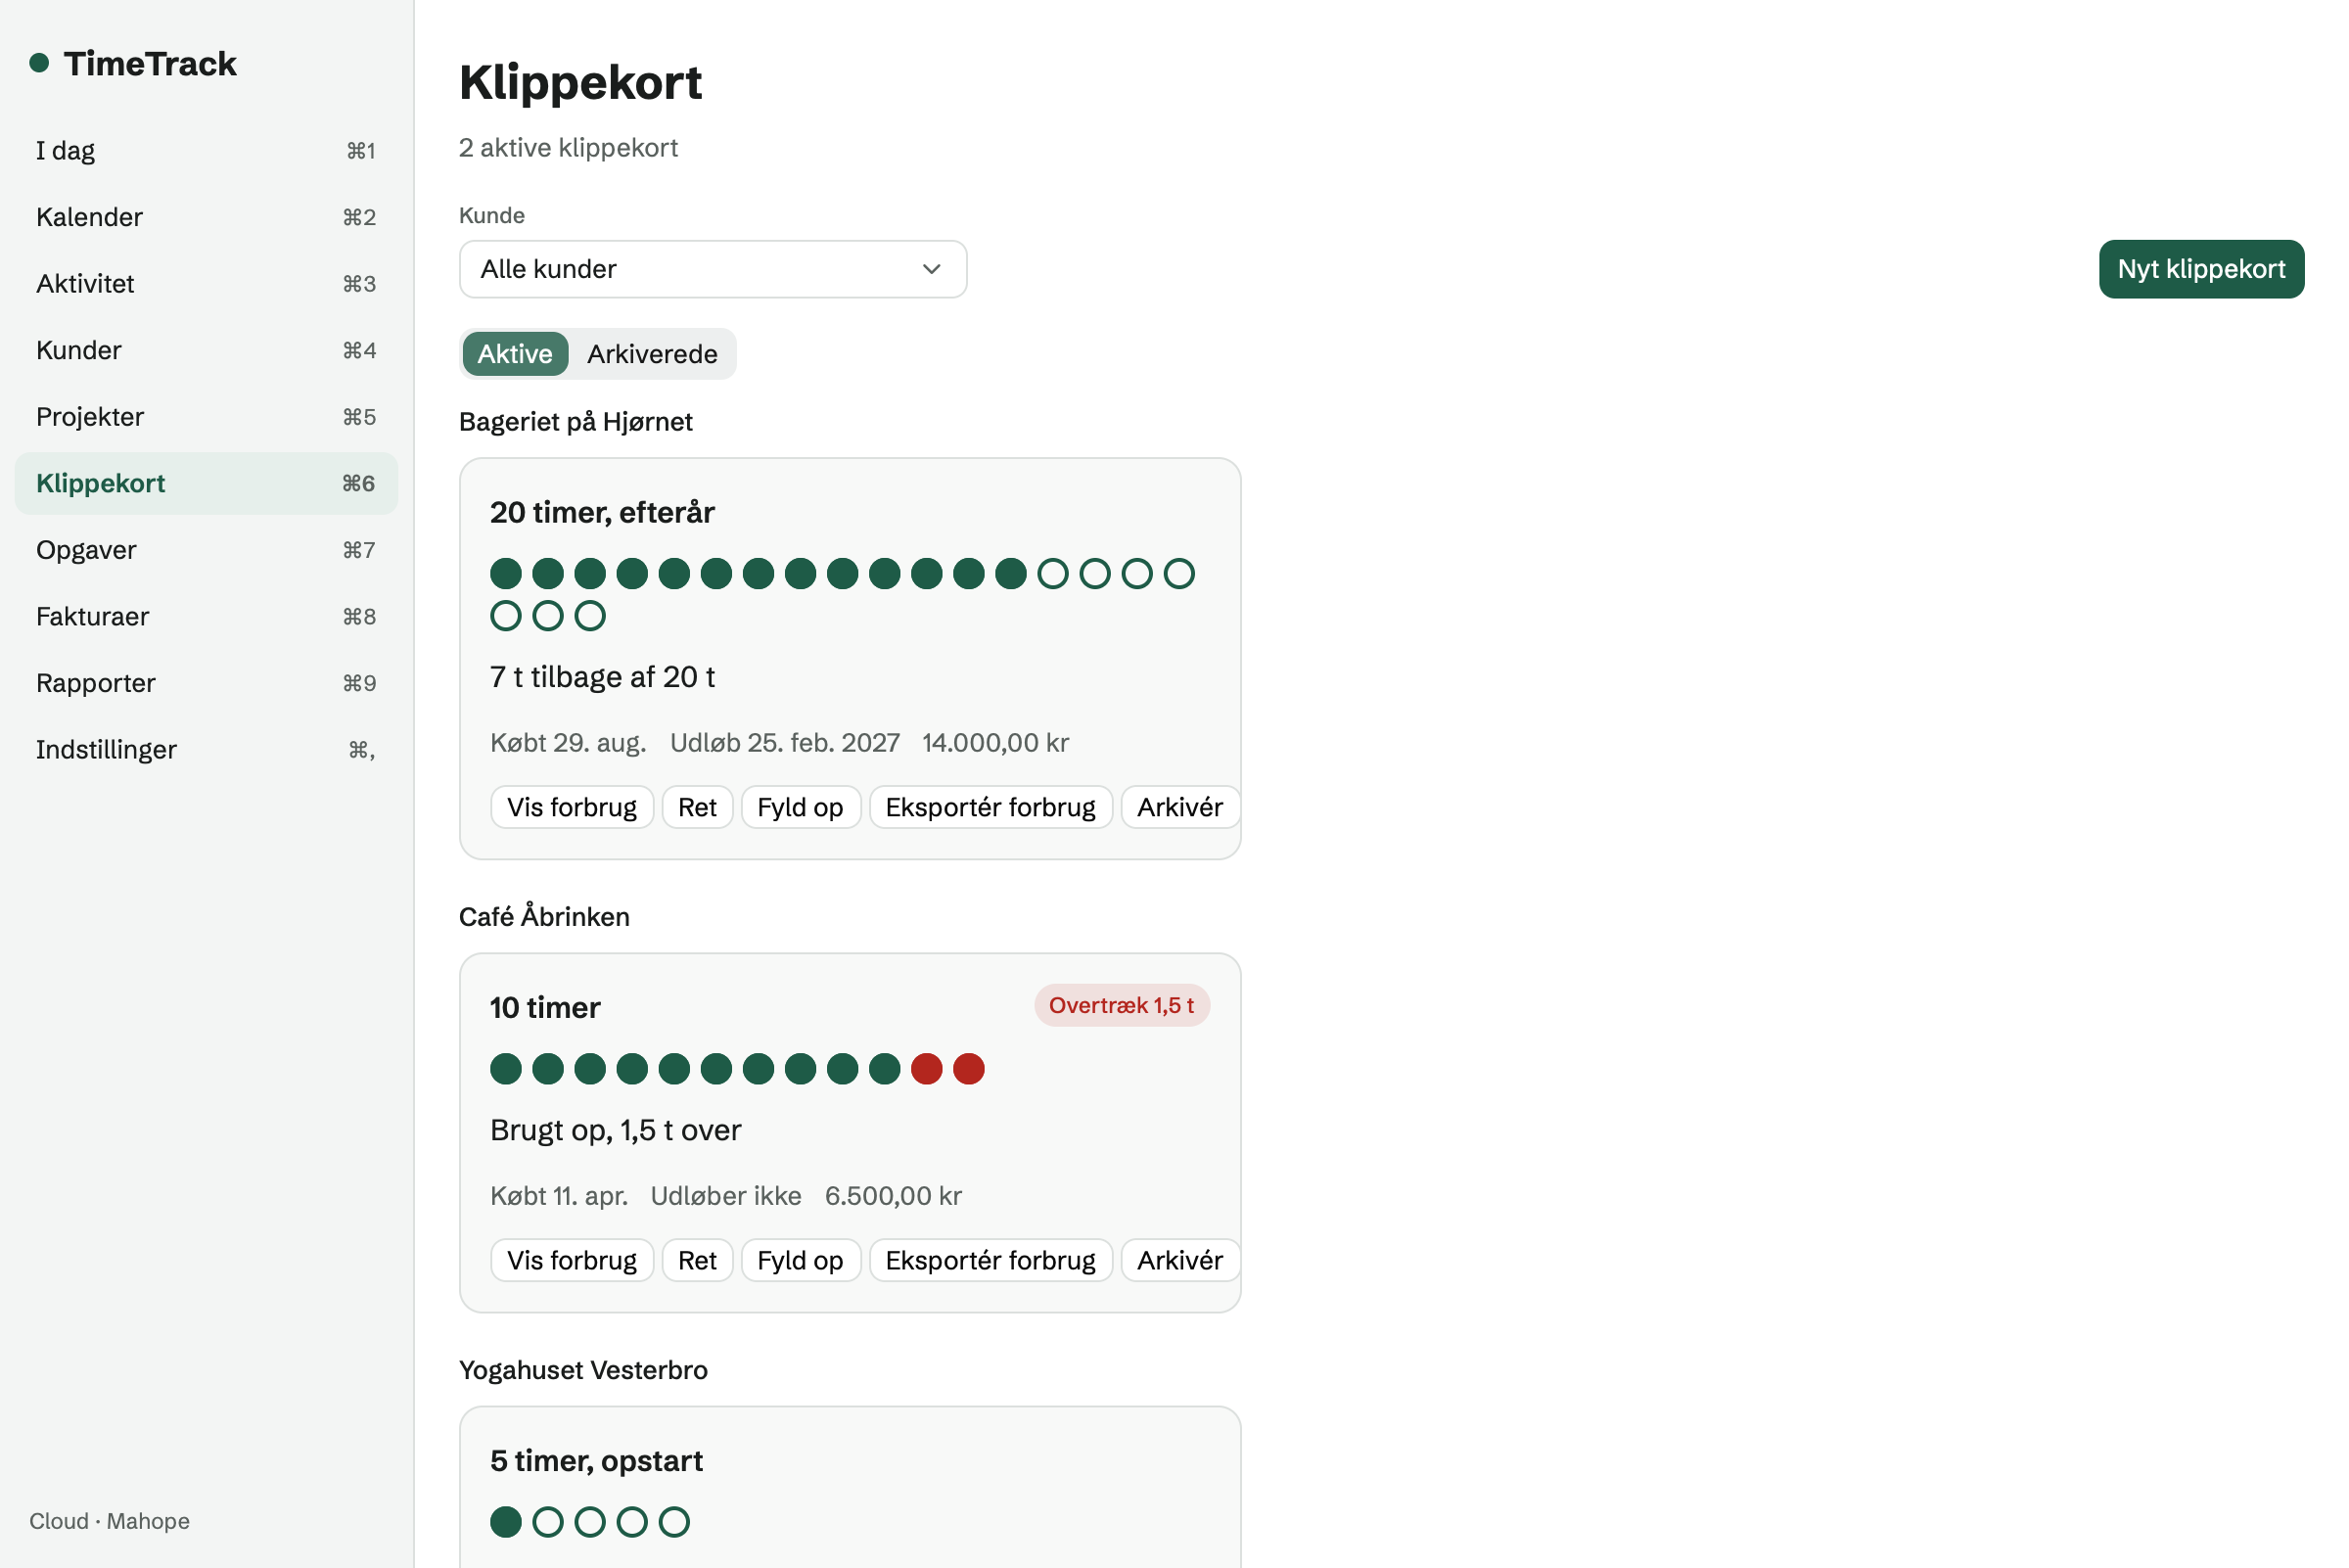 TimeTrack
I dag ⌘1
Kalender ⌘2
Aktivitet ⌘3
Kunder ⌘4
Projekter ⌘5
Klippekort ⌘6
Opgaver ⌘7
Fakturaer ⌘8
Rapporter ⌘9
Indstillinger ⌘,
Cloud · Mahope
Klippekort
2 aktive klippekort
Kunde
Alle kunder
Nyt klippekort
Aktive Arkiverede
Bageriet på Hjørnet
20 timer, efterår
7 t tilbage af 20 t
Købt 29. aug. Udløb 25. feb. 2027 14.000,00 kr
Vis forbrug Ret Fyld op Eksportér forbrug Arkivér
Café Åbrinken
10 timer Overtræk 1,5 t
Brugt op, 1,5 t over
Købt 11. apr. Udløber ikke 6.500,00 kr
Vis forbrug Ret Fyld op Eksportér forbrug Arkivér
Yogahuset Vesterbro
5 timer, opstart